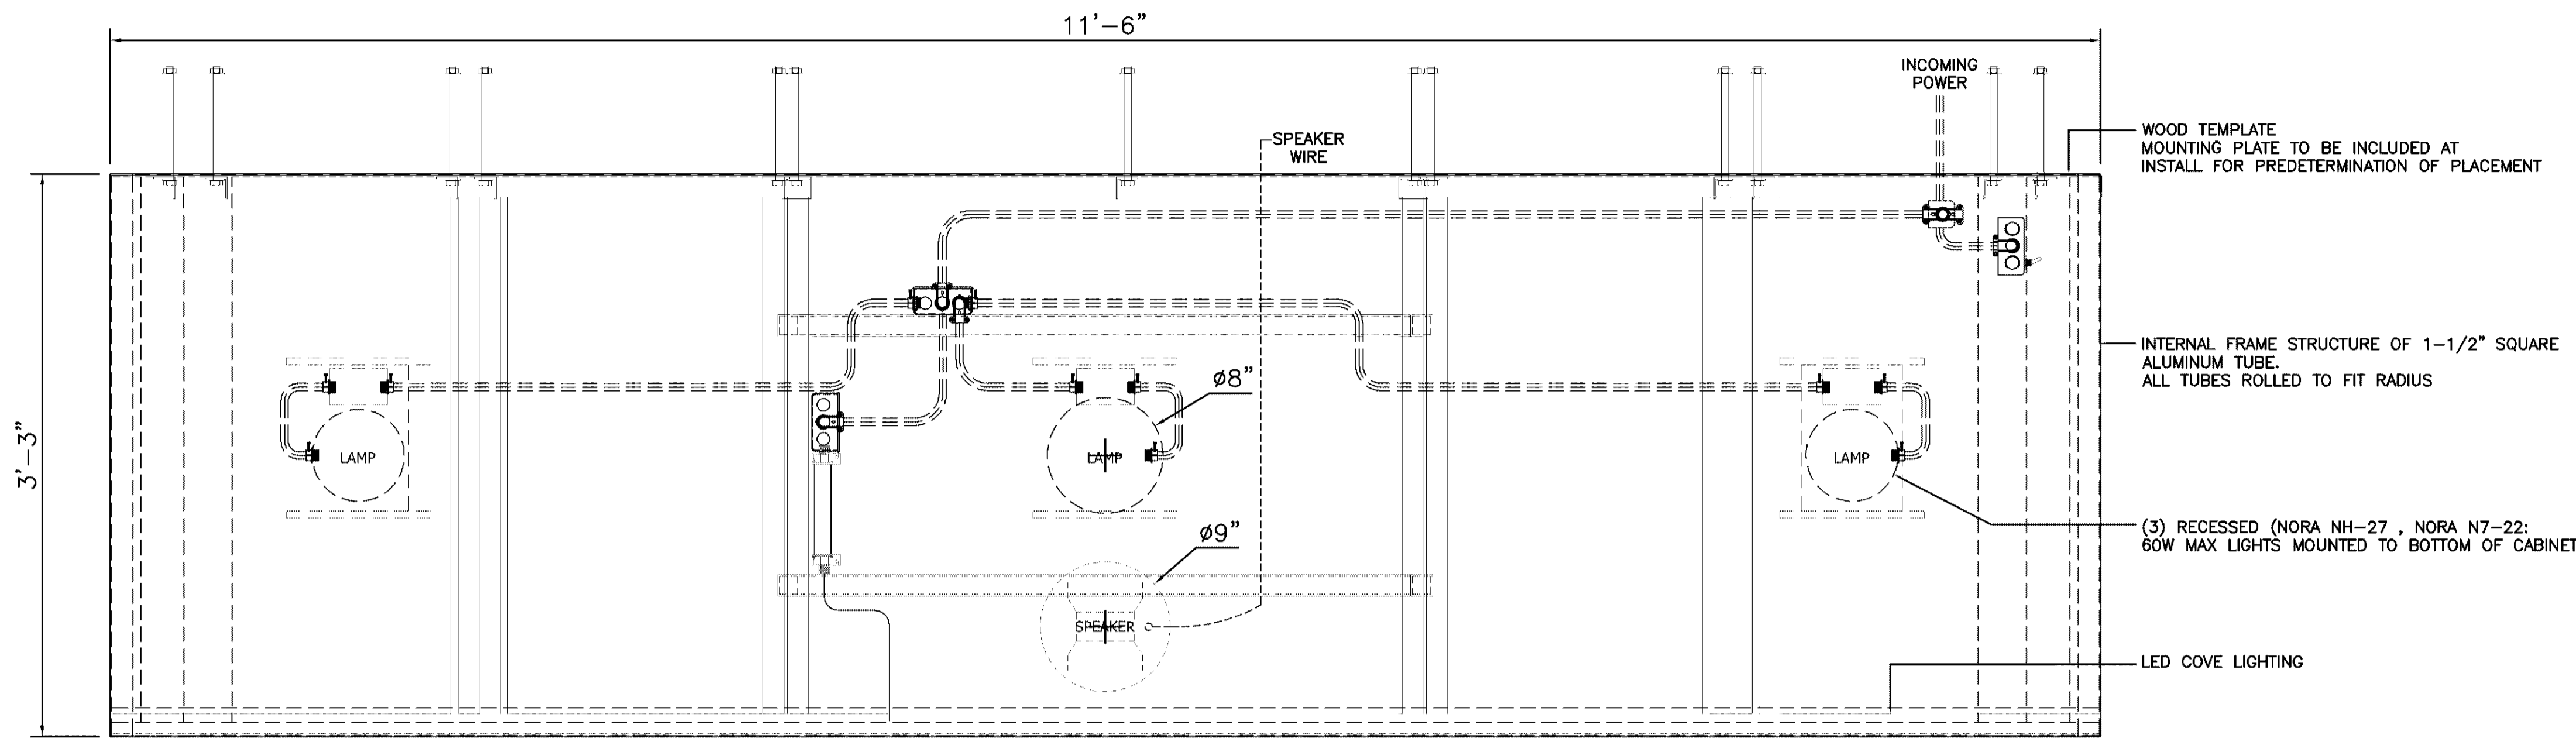 11'-6"
INCOMING
POWER
SPEAKER
WIRE
WOOD TEMPLATE
MOUNTING PLATE TO BE INCLUDED AT
INSTALL FOR PREDETERMINATION OF PLACEMENT
3'-3"
INTERNAL FRAME STRUCTURE OF 1-1/2" SQUARE
ALUMINUM TUBE.
ALL TUBES ROLLED TO FIT RADIUS
ø8"
LAMP
LAMP
LAMP
(3) RECESSED (NORA NH-27 , NORA N7-22:
60W MAX LIGHTS MOUNTED TO BOTTOM OF CABINET
ø9"
SPEAKER
LED COVE LIGHTING